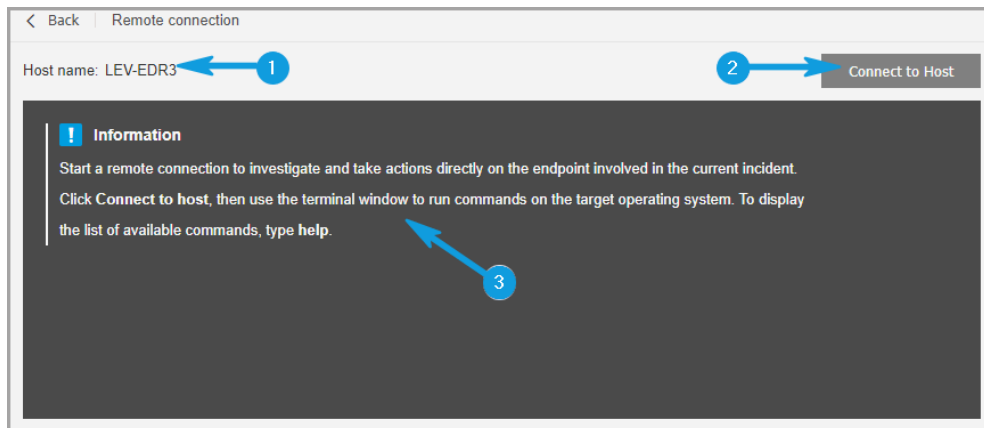 Back Remote connection
Host name: LEV-EDR3
1
2
Connect to Host
! Information
Start a remote connection to investigate and take actions directly on the endpoint involved in the current incident.
Click Connect to host, then use the terminal window to run commands on the target operating system. To display
the list of available commands, type help.
3